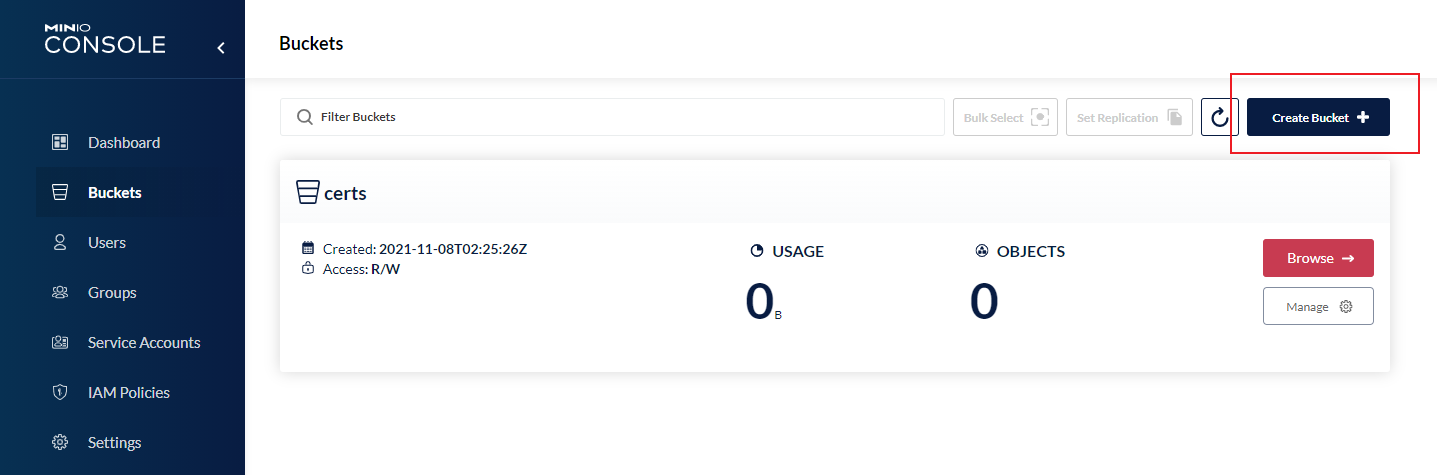 MINIO
CONSOLE
Dashboard
Buckets
Users
Groups
Service Accounts
IAM Policies
Settings
Buckets
Filter Buckets
Bulk Select
Set Replication
Create Bucket
certs
Created: 2021-11-08T02:25:26Z
Access: R/W
USAGE
0 B
OBJECTS
0
Browse
Manage